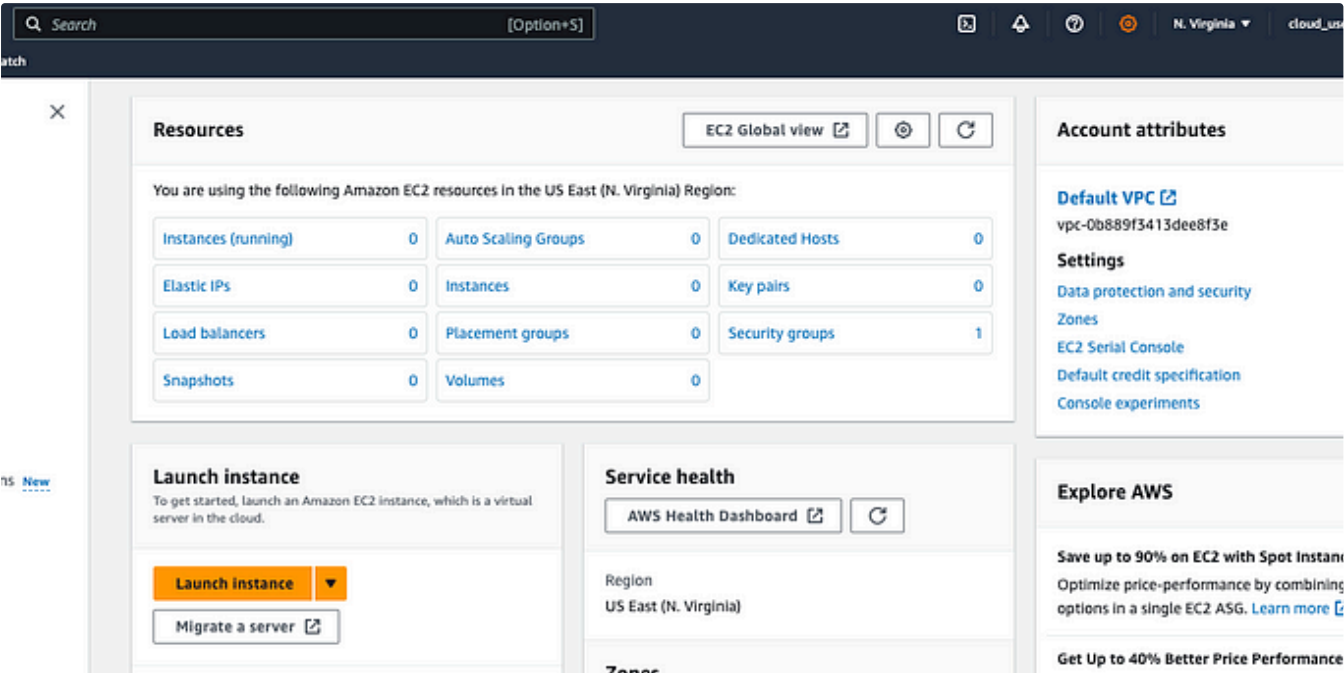 Search [Option+S] N. Virginia
atch
Resources
EC2 Global view
You are using the following Amazon EC2 resources in the US East (N. Virginia) Region:
Instances (running) 0
Auto Scaling Groups 0
Dedicated Hosts 0
Elastic IPs 0
Instances 0
Key pairs 0
Load balancers 0
Placement groups 0
Security groups 1
Snapshots 0
Volumes 0
Account attributes
Default VPC
vpc-0b889f3413dee8f3e
Settings
Data protection and security
Zones
EC2 Serial Console
Default credit specification
Console experiments
ns New
Launch instance
To get started, launch an Amazon EC2 instance, which is a virtual
server in the cloud.
Launch instance
Migrate a server
Service health
AWS Health Dashboard
Region
US East (N. Virginia)
Zones
Explore AWS
Save up to 90% on EC2 with Spot Instan
Optimize price-performance by combining
options in a single EC2 ASG. Learn more
Get Up to 40% Better Price Performance